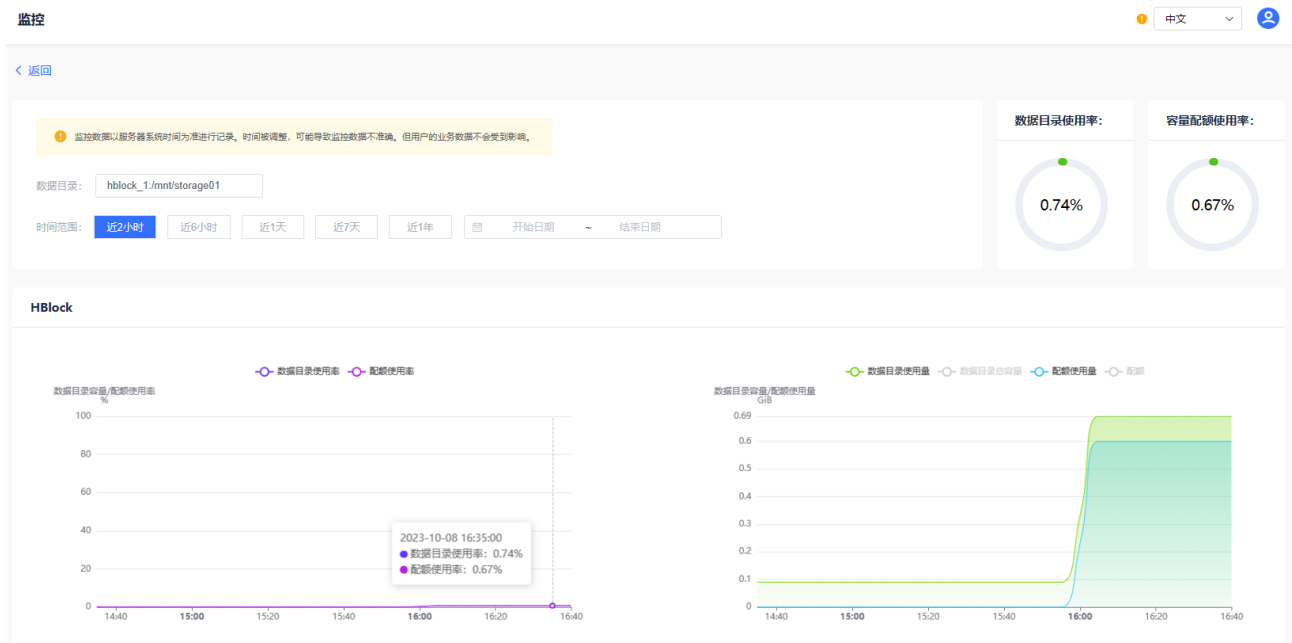 监控
中文
返回
监控数据以服务器系统时间为准进行记录。时间被调整，可能导致监控数据不准确。但用户的业务数据不会受到影响。
数据目录： hblock_1:/mnt/storage01
时间范围： 近2小时 近6小时 近1天 近7天 近1年 开始日期 ~ 结束日期
数据目录使用率：
0.74%
容量配额使用率：
0.67%
HBlock
数据目录使用率 配额使用率
数据目录容量/配额使用率
%
100
80
60
40
20
0
14:40 15:00 15:20 15:40 16:00 16:20 16:40
2023-10-08 16:35:00
数据目录使用率：0.74%
配额使用率：0.67%
数据目录使用量 数据目录总容量 配额使用量 配额
数据目录容量/配额使用量
GiB
0.69
0.6
0.5
0.4
0.3
0.2
0.1
0
14:40 15:00 15:20 15:40 16:00 16:20 16:40